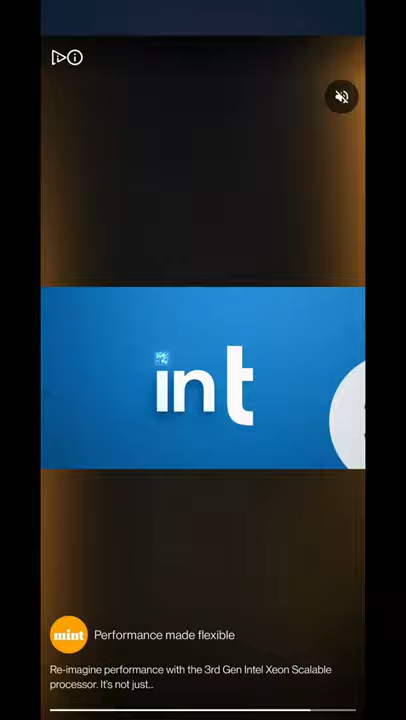 int
mint
Performance made flexible
Re-imagine performance with the 3rd Gen Intel Xeon Scalable
processor. It's not just...